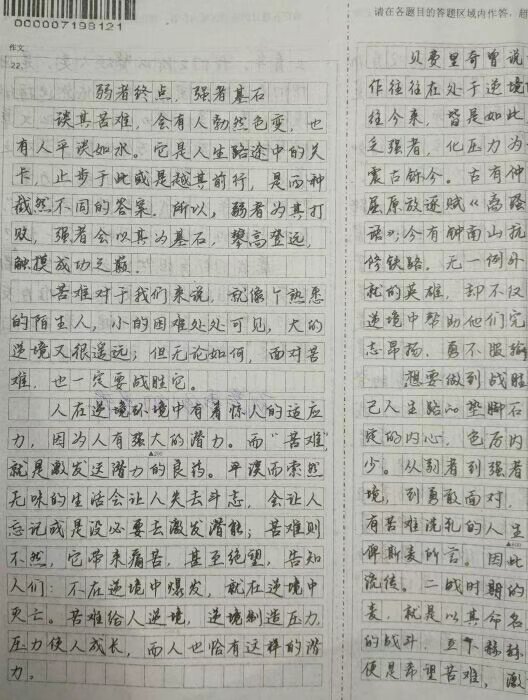 000007198121
请在各题目的答题区域内作答，超
作文
22.
弱者终点，强者基石
谈其苦难，会有人勃然色变，也
有人平谈如水。它是人生路途中的关
卡，止步于此或是越其前行，是两种
截然不同的答案。所以，弱者为其打
败，强者会以其为基石，攀高登远，
触摸成功之巅。
苦难对于我们来说，就像个熟悉
的陌生人，小的困难处处可见，大的
逆境又很遥远；但无论如何，面对苦
难，也一定要战胜它。
人在逆境环境中有着惊人的适应
力，因为人有强大的潜力。而“苦难”
▲200
就是激发这潜力的良药。平淡而索然
无味的生活会让人失去斗志，会让人
忘记或是没必要去激发潜能；苦难则
不然，它带来痛苦，甚至绝望，告知
人们：不在逆境中爆发，就在逆境中
灭亡。苦难给人逆境，逆境制造压力，
压力使人成长，而人也恰有这样的潜
力。
贝费里奇曾说
作往往在处于逆境
往今来，皆是如此
乏强者，化压力为
震古铄今。古有仲
屈原放逐赋《离骚
语》；今有钟南山抗
修铁路。无一例外
就的英雄，却不仅
逆境中帮助他们完
志昂扬，勇不服输
想要做到战胜
己人生路的垫脚石
定的内心，色厉内
少。从弱者到强者
境，到勇敢面对，
有苦难洗礼的人生
俾斯麦所言。因此
流传。二战时期的
麦，就是以其命名
的战斗，
便是希望苦难，激